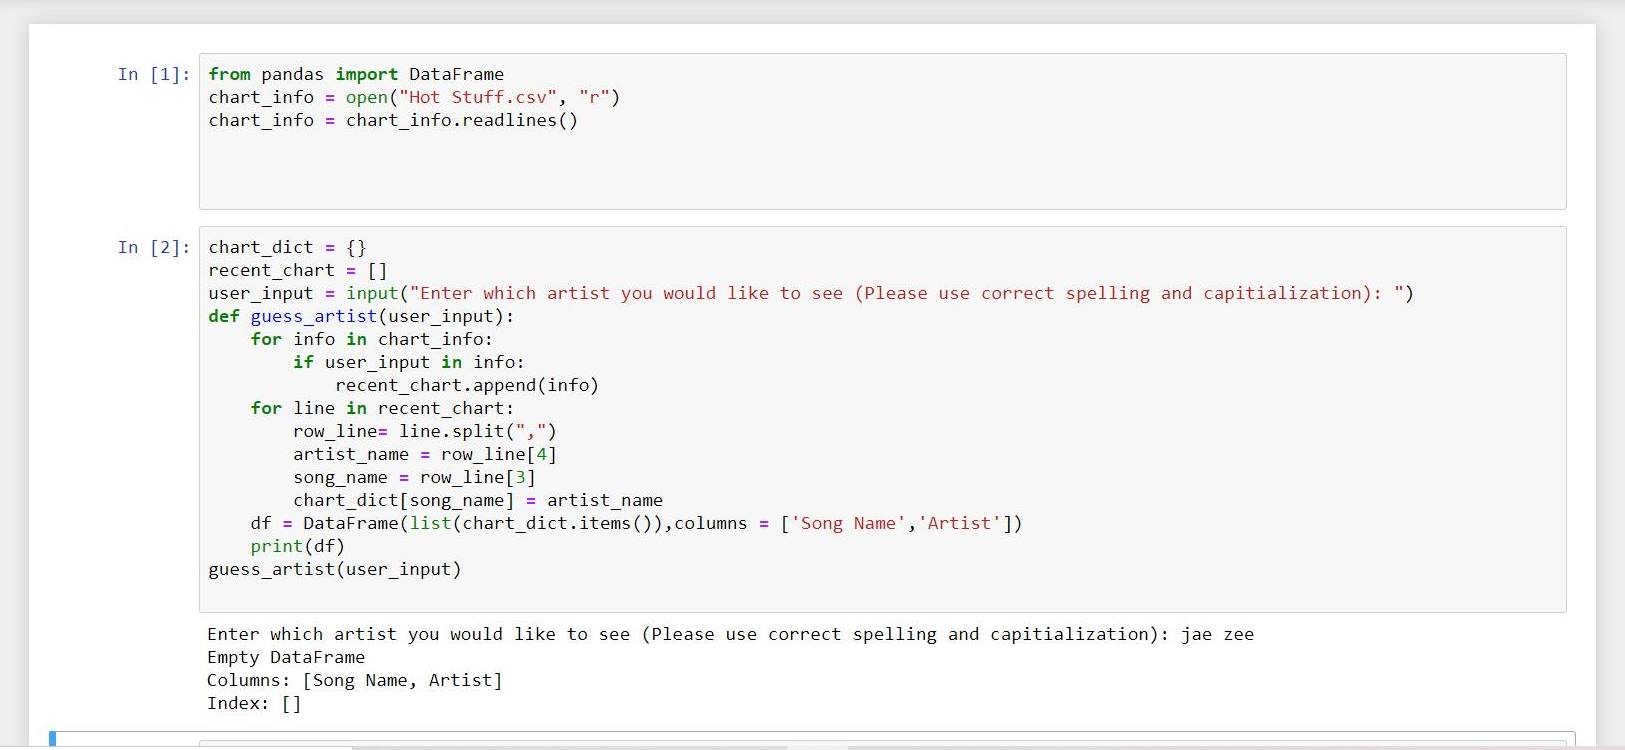 In [1]: from pandas import DataFrame
chart_info = open("Hot Stuff.csv", "r")
chart_info = chart_info.readlines()
In [2]: chart_dict = {}
recent_chart = []
user_input = input("Enter which artist you would like to see (Please use correct spelling and capitialization): ")
def guess_artist(user_input):
    for info in chart_info:
        if user_input in info:
            recent_chart.append(info)
    for line in recent_chart:
        row_line= line.split(",")
        artist_name = row_line[4]
        song_name = row_line[3]
        chart_dict[song_name] = artist_name
    df = DataFrame(list(chart_dict.items()),columns = ['Song Name','Artist'])
    print(df)
guess_artist(user_input)
Enter which artist you would like to see (Please use correct spelling and capitialization): jae zee
Empty DataFrame
Columns: [Song Name, Artist]
Index: []